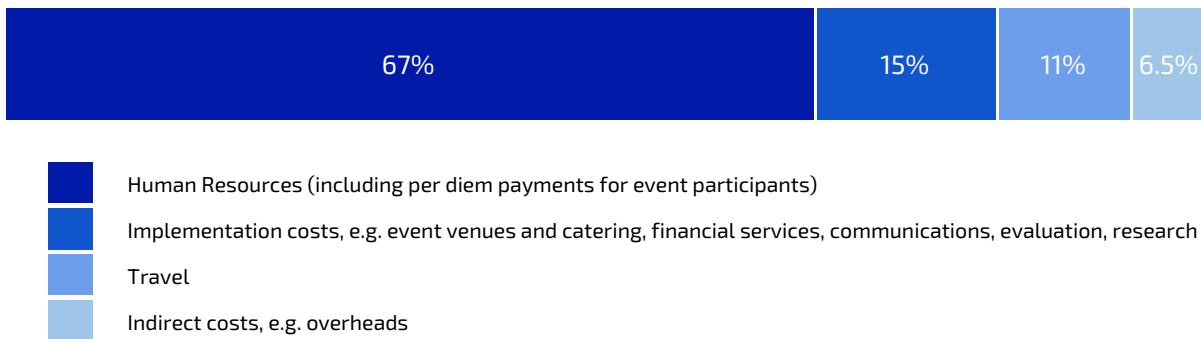 67%
15%
11%
6.5%
Human Resources (including per diem payments for event participants)
Implementation costs, e.g. event venues and catering, financial services, communications, evaluation, research
Travel
Indirect costs, e.g. overheads